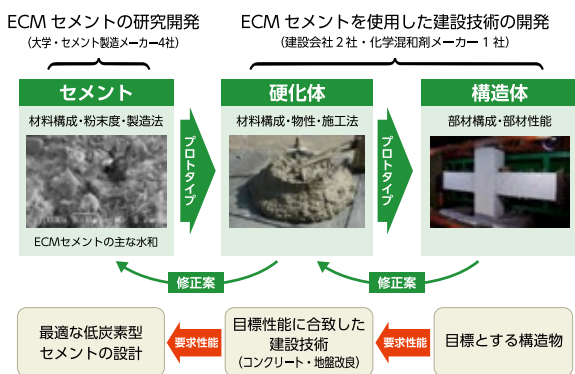 ECMセメントの研究開発
（大学・セメント製造メーカー4社）
ECMセメントを使用した建設技術の開発
（建設会社2社・化学混和剤メーカー1社）
セメント
材料構成・粉末度・製造法
ECMセメントの主な水和
プロトタイプ
硬化体
材料構成・物性・施工法
プロトタイプ
構造体
部材構成・部材性能
修正案
修正案
最適な低炭素型
セメントの設計
要求性能
目標性能に合致した
建設技術
（コンクリート・地盤改良）
要求性能
目標とする構造物